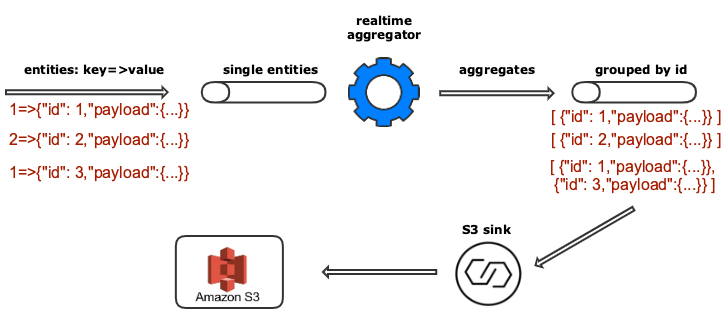 realtime
aggregator
entities: key=>value
single entities
aggregates
grouped by id
1=>{"id": 1,"payload":{...}}
2=>{"id": 2,"payload":{...}}
1=>{"id": 3,"payload":{...}}
[ {"id": 1,"payload":{...}} ]
[ {"id": 2,"payload":{...}} ]
[ {"id": 1,"payload":{...}},
{"id": 3,"payload":{...}} ]
S3 sink
Amazon S3